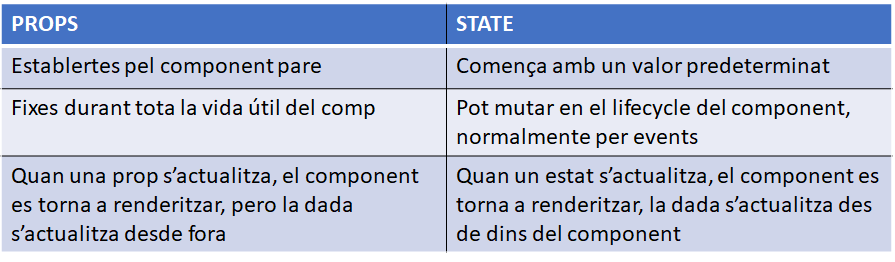 PROPS
STATE
Establertes pel component pare
Comença amb un valor predeterminat
Fixes durant tota la vida útil del comp
Pot mutar en el lifecycle del component,
normalmente per events
Quan una prop s’actualitza, el component
es torna a renderitzar, pero la dada
s’actualitza desde fora
Quan un estat s’actualitza, el component es
torna a renderitzar, la dada s’actualitza des
de dins del component